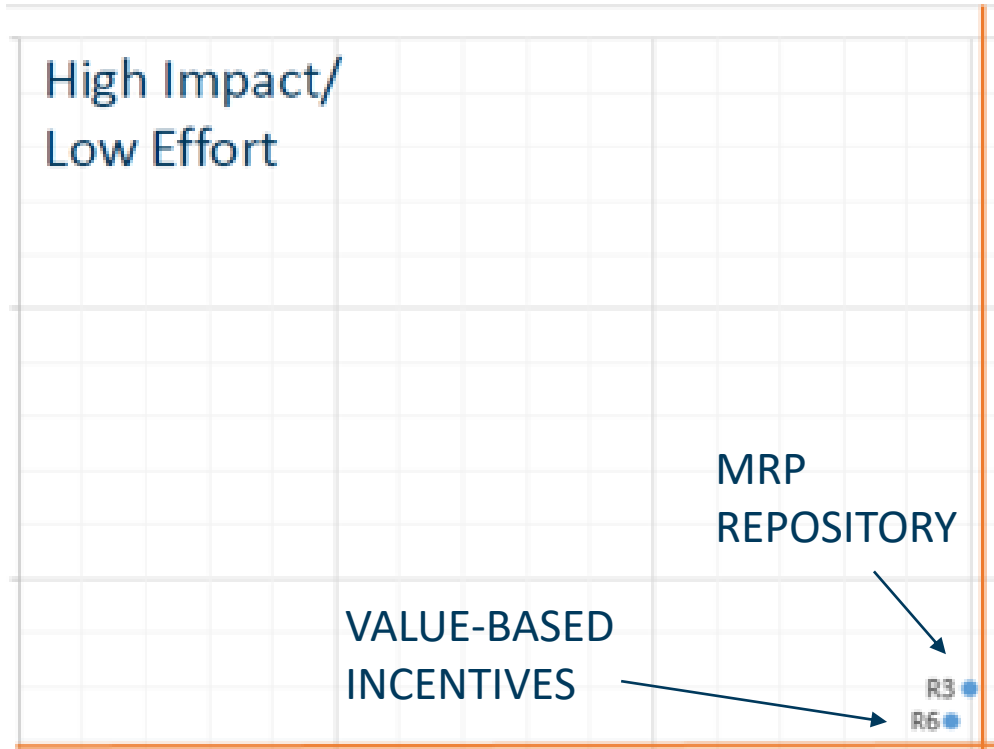 High Impact/
Low Effort
MRP
REPOSITORY
VALUE-BASED
INCENTIVES
R3
R6